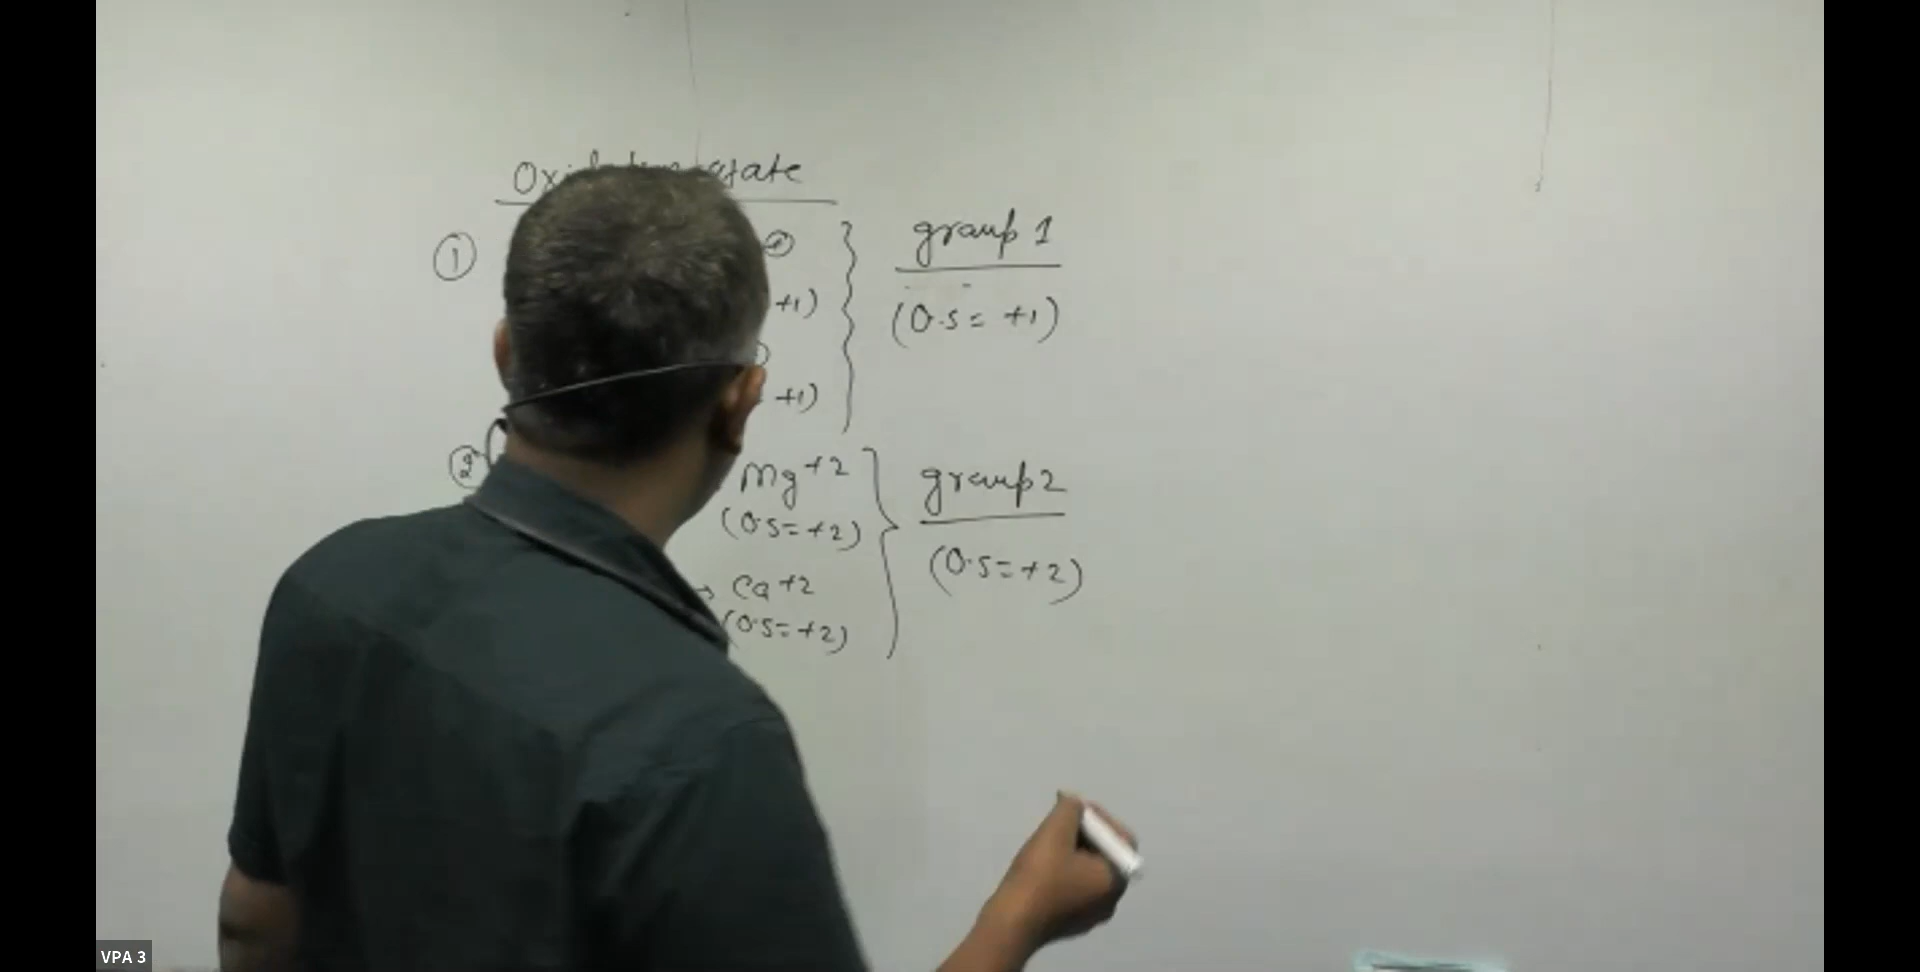 Oxidation state
① +
+1) group 1
(O.S = +1)
+1)
② Mg+2 group 2
(O.S = +2)
(O.S = +2)
→ Ca+2
(O.S = +2)
VPA 3